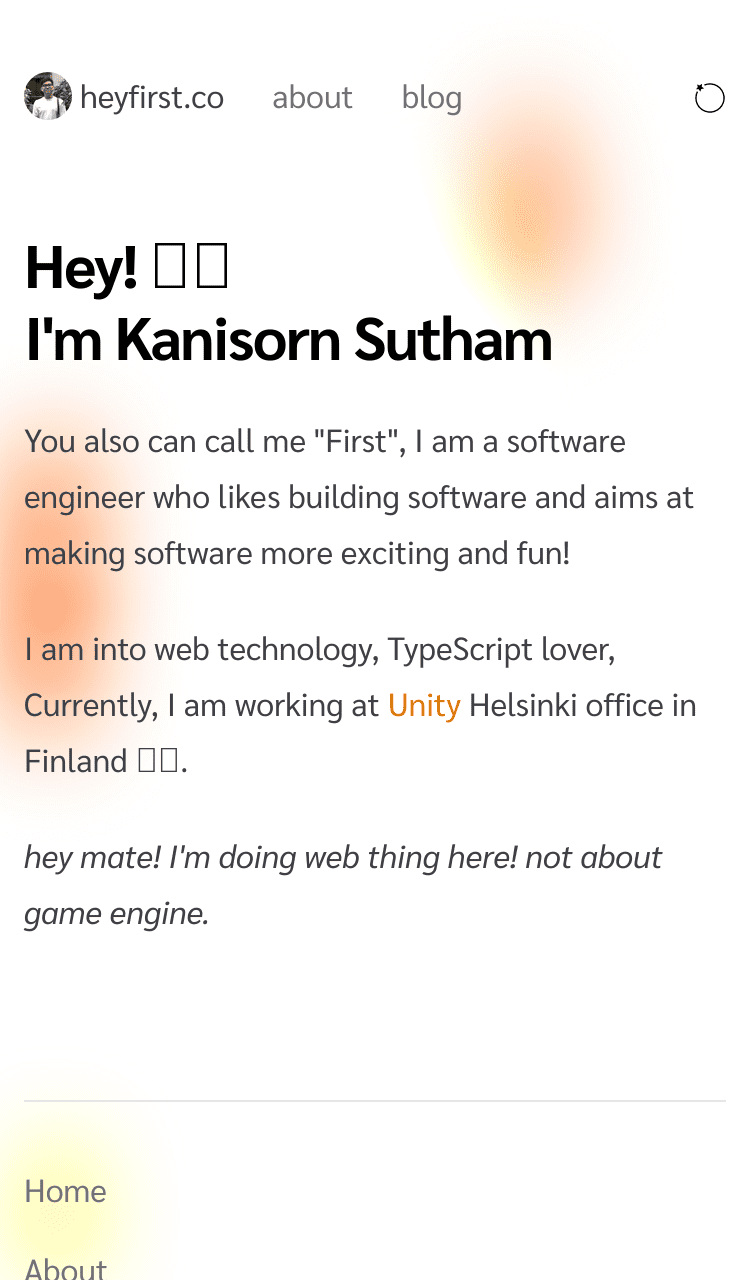 heyfirst.co about blog
Hey!
I'm Kanisorn Sutham
You also can call me "First", I am a software
engineer who likes building software and aims at
making software more exciting and fun!
I am into web technology, TypeScript lover,
Currently, I am working at Unity Helsinki office in
Finland .
hey mate! I'm doing web thing here! not about
game engine.
Home
About